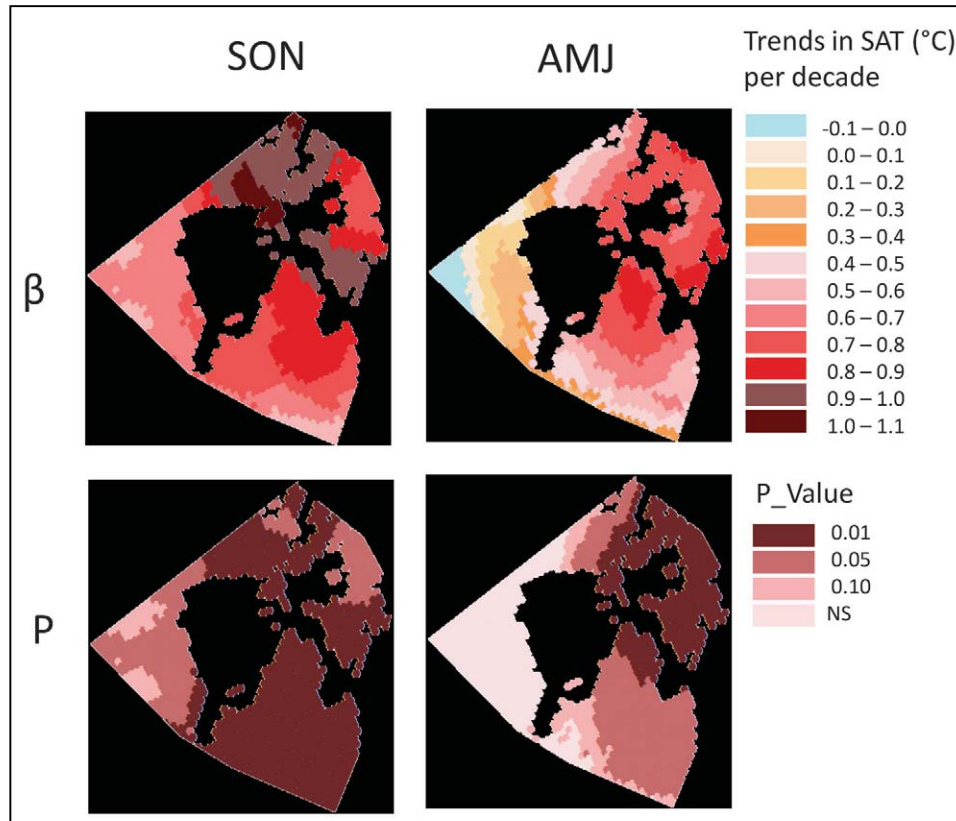 SON
AMJ
Trends in SAT (°C)
per decade
-0.1 – 0.0
0.0 – 0.1
0.1 – 0.2
0.2 – 0.3
0.3 – 0.4
0.4 – 0.5
0.5 – 0.6
0.6 – 0.7
0.7 – 0.8
0.8 – 0.9
0.9 – 1.0
1.0 – 1.1
β
P_Value
0.01
0.05
0.10
NS
P